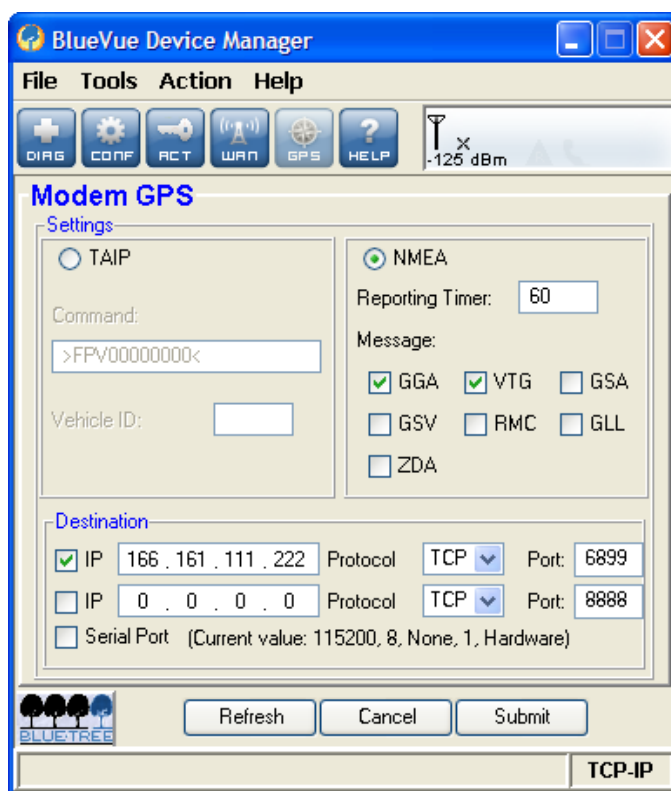 BlueVue Device Manager
File Tools Action Help
DIAG CONF ACT WAN GPS HELP
-125 dBm
Modem GPS
Settings
TAIP
Command:
>FPV00000000<
Vehicle ID:
NMEA
Reporting Timer: 60
Message:
GGA VTG GSA
GSV RMC GLL
ZDA
Destination
IP 166 . 161 . 111 . 222 Protocol TCP Port: 6899
IP 0 . 0 . 0 . 0 Protocol TCP Port: 8888
Serial Port (Current value: 115200, 8, None, 1, Hardware)
BLUETREE
Refresh Cancel Submit
TCP-IP